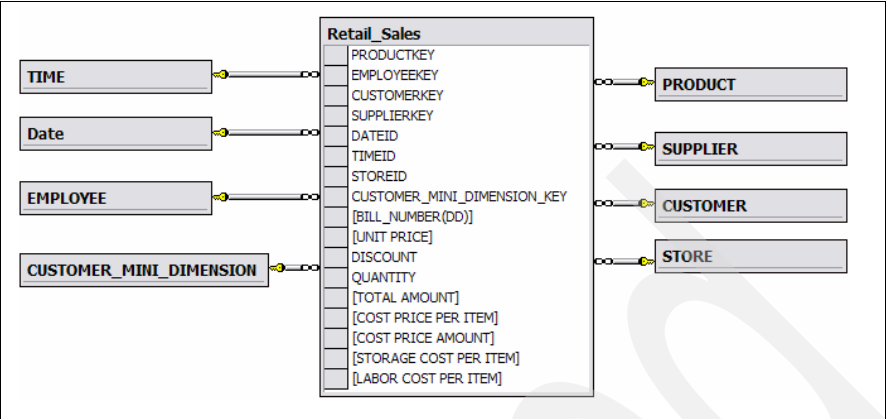 Retail_Sales
PRODUCTKEY
EMPLOYEEKEY
CUSTOMERKEY
SUPPLIERKEY
DATEID
TIMEID
STOREID
CUSTOMER_MINI_DIMENSION_KEY
[BILL_NUMBER(DD)]
[UNIT PRICE]
DISCOUNT
QUANTITY
[TOTAL AMOUNT]
[COST PRICE PER ITEM]
[COST PRICE AMOUNT]
[STORAGE COST PER ITEM]
[LABOR COST PER ITEM]
TIME
Date
EMPLOYEE
CUSTOMER_MINI_DIMENSION
PRODUCT
SUPPLIER
CUSTOMER
STORE